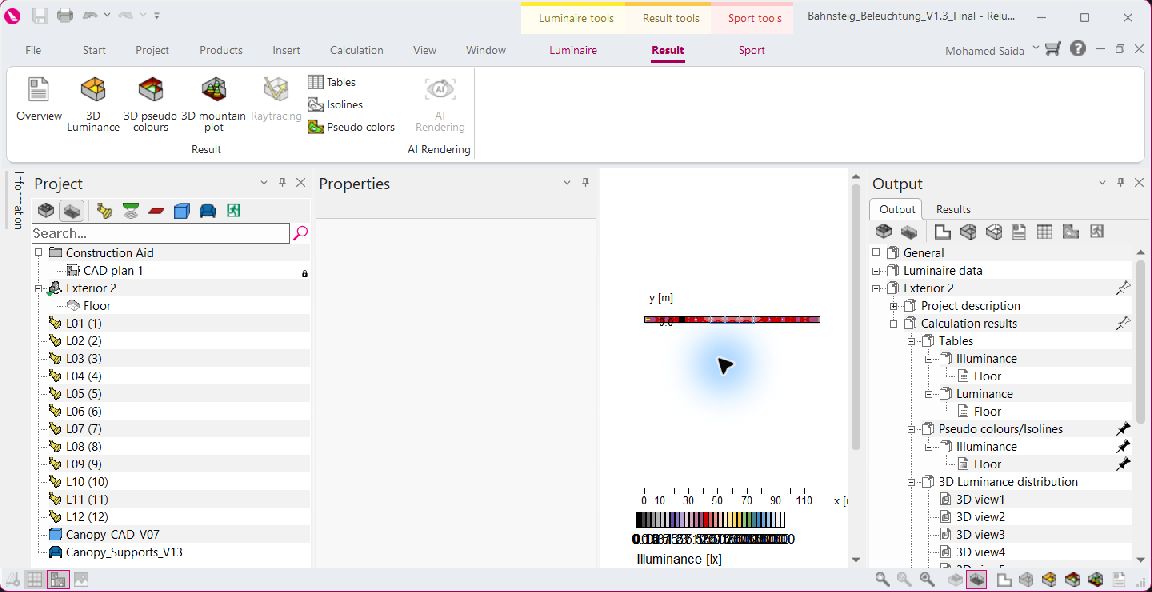 Luminaire tools Result tools Sport tools Bahnsteig_Beleuchtung_V1.3_Final - Relu...
File Start Project Products Insert Calculation View Window Luminaire Result Sport Mohamed Saida
Overview
3D Luminance
3D pseudo colours
3D mountain plot
Raytracing
Tables
Isolines
Pseudo colors
AI Rendering
Result
AI Rendering
Information
Project
Search...
Construction Aid
CAD plan 1
Exterior 2
Floor
L01 (1)
L02 (2)
L03 (3)
L04 (4)
L05 (5)
L06 (6)
L07 (7)
L08 (8)
L09 (9)
L10 (10)
L11 (11)
L12 (12)
Canopy_CAD_V07
Canopy_Supports_V13
Properties
y [m]
0 10 30 50 70 90 110 x [
Illuminance [lx]
Output
Output Results
General
Luminaire data
Exterior 2
Project description
Calculation results
Tables
Illuminance
Floor
Luminance
Floor
Pseudo colours/Isolines
Illuminance
Floor
3D Luminance distribution
3D view1
3D view2
3D view3
3D view4